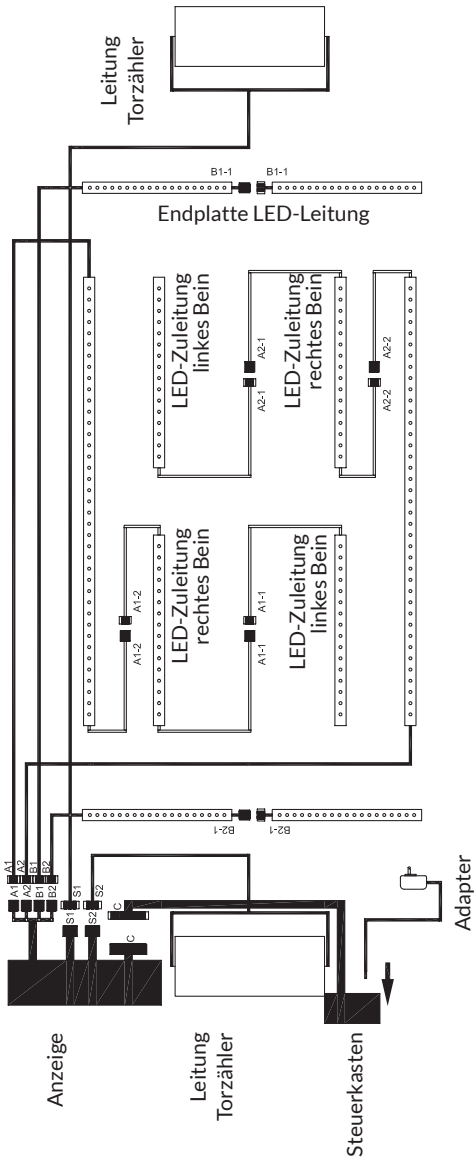 Leitung
Torzähler
B1-1
B1-1
Endplatte LED-Leitung
LED-Zuleitung
linkes Bein
A2-1
A2-1
LED-Zuleitung
rechtes Bein
A2-2
A2-2
A1-2
A1-2
LED-Zuleitung
rechtes Bein
A1-1
A1-1
LED-Zuleitung
linkes Bein
B2-1
B2-1
A1
A2
B1
B2
A1
A2
B1
B2
S1
S1
S2
S2
C
C
Anzeige
Leitung
Torzähler
Steuerkasten
Adapter